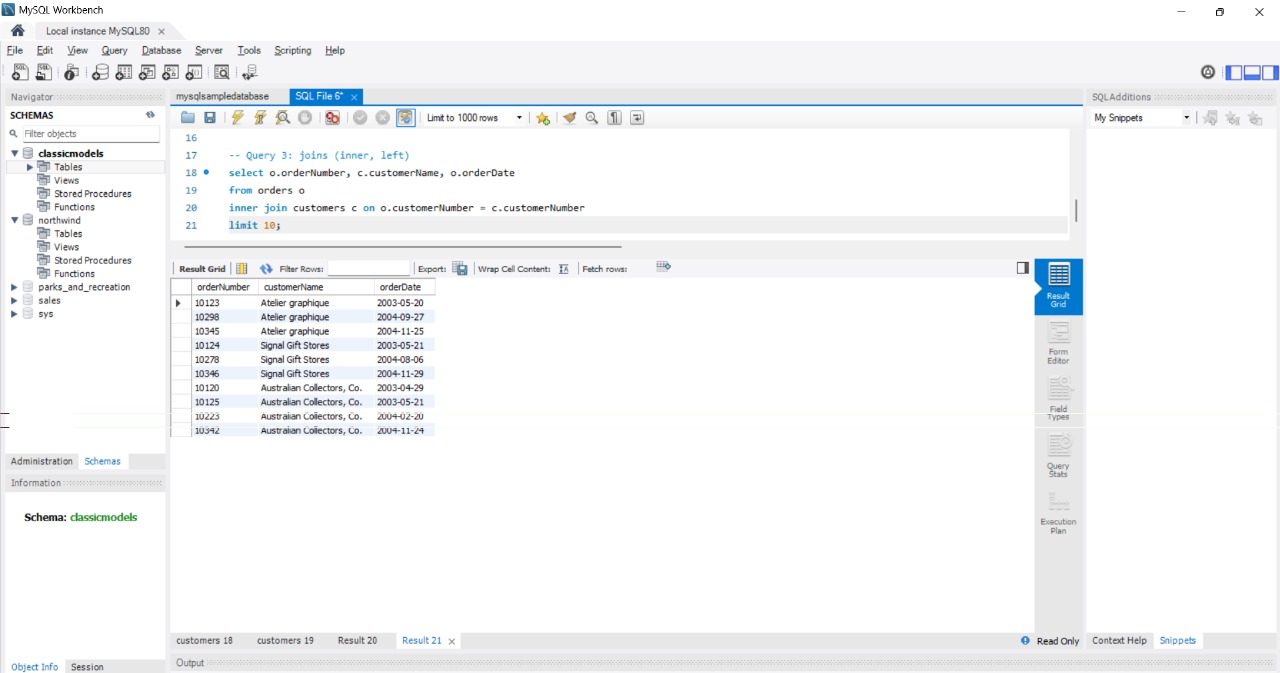 MySQL Workbench
Local instance MySQL80
File Edit View Query Database Server Tools Scripting Help
Navigator
SCHEMAS
Filter objects
classicmodels
Tables
Views
Stored Procedures
Functions
northwind
Tables
Views
Stored Procedures
Functions
parks_and_recreation
sales
sys
Administration Schemas
Information
Schema: classicmodels
Object Info Session
mysqlsampledatabase SQL File 6*
Limit to 1000 rows
16
17 -- Query 3: joins (inner, left)
18 select o.orderNumber, c.customerName, o.orderDate
19 from orders o
20 inner join customers c on o.customerNumber = c.customerNumber
21 limit 10;
Result Grid Filter Rows: Export: Wrap Cell Content: Fetch rows:
orderNumber customerName orderDate
10123 Atelier graphique 2003-05-20
10298 Atelier graphique 2004-09-27
10345 Atelier graphique 2004-11-25
10124 Signal Gift Stores 2003-05-21
10278 Signal Gift Stores 2004-08-06
10346 Signal Gift Stores 2004-11-29
10120 Australian Collectors, Co. 2003-04-29
10125 Australian Collectors, Co. 2003-05-21
10223 Australian Collectors, Co. 2004-02-20
10342 Australian Collectors, Co. 2004-11-24
Result
Grid
Form
Editor
Field
Types
Query
Stats
Execution
Plan
customers 18 customers 19 Result 20 Result 21
Read Only
Output
SQLAdditions
My Snippets
Context Help Snippets